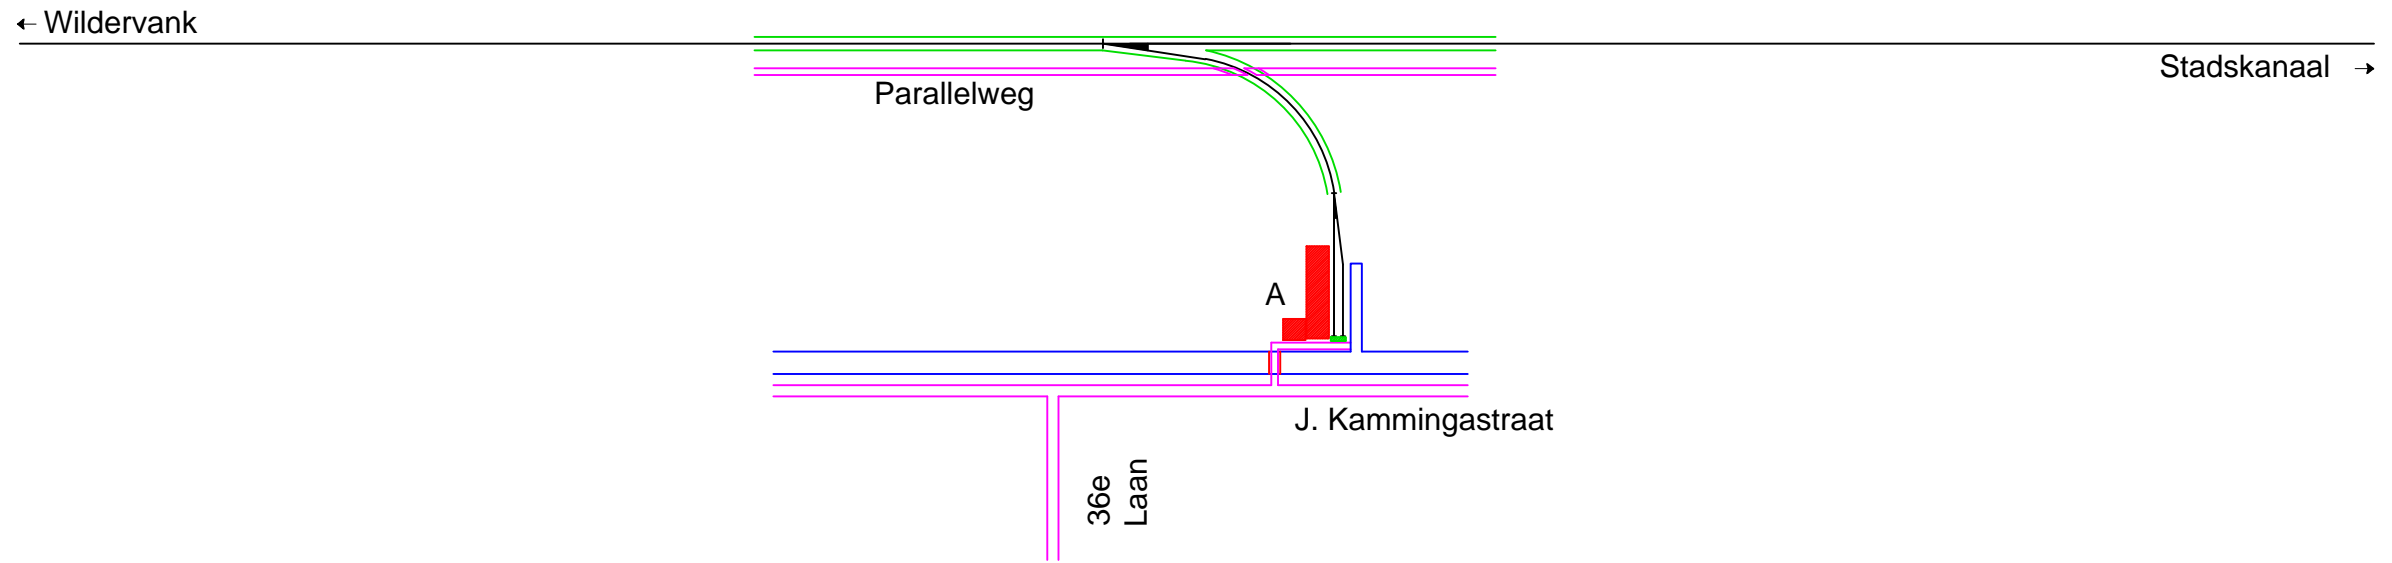 ← Wildervank
Stadskanaal →
Parallelweg
A
J. Kammingastraat
36e
Laan